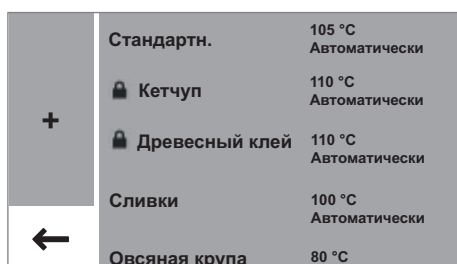 Стандартн. 105 °C
Автоматически
Кетчуп 110 °C
Автоматически
+
Древесный клей 110 °C
Автоматически
Сливки 100 °C
Автоматически
Овсяная крупа 80 °C